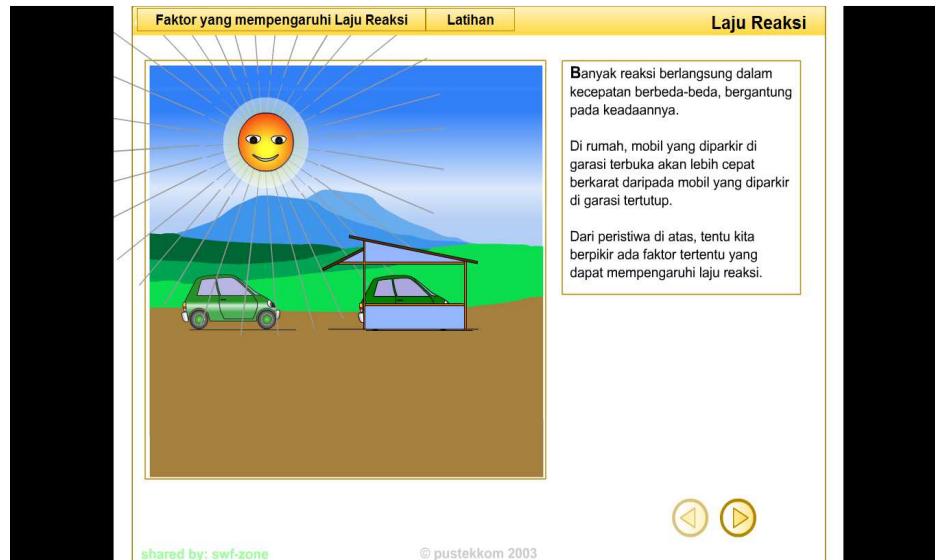 Faktor yang mempengaruhi Laju Reaksi
Latihan
Laju Reaksi
Banyak reaksi berlangsung dalam
kecepatan berbeda-beda, bergantung
pada keadaannya.
Di rumah, mobil yang diparkir di
garasi terbuka akan lebih cepat
berkarat daripada mobil yang diparkir
di garasi tertutup.
Dari peristiwa di atas, tentu kita
berpikir ada faktor tertentu yang
dapat mempengaruhi laju reaksi.
shared by: swf-zone
© pustekkom 2003